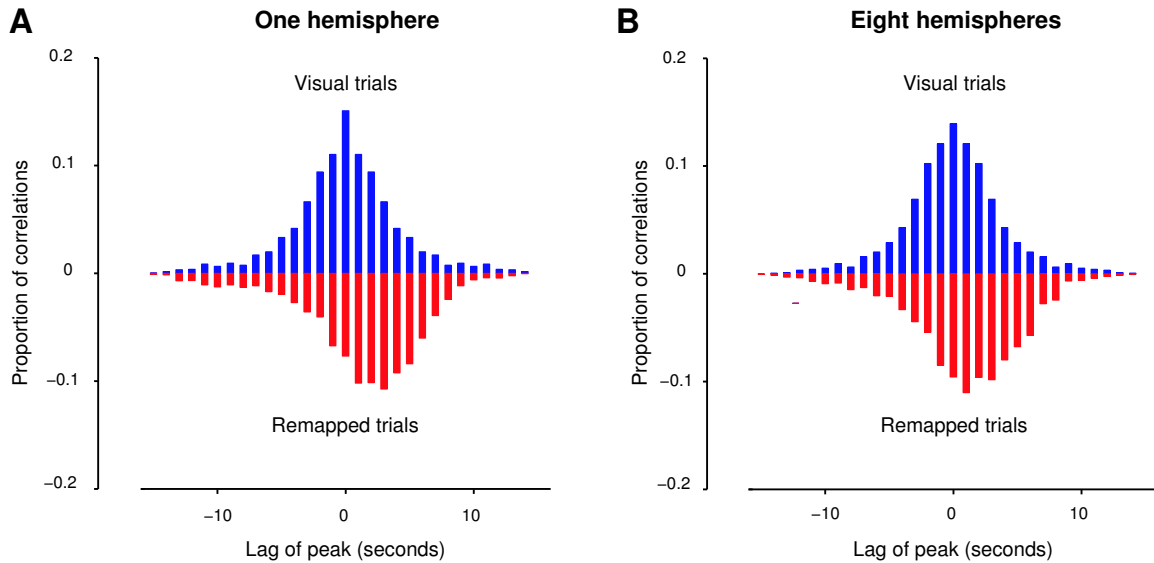 A
One hemisphere
0.2
0.1
0
−0.1
−0.2
Proportion of correlations
Visual trials
Remapped trials
−10
0
10
Lag of peak (seconds)
B
Eight hemispheres
0.2
0.1
0
−0.1
−0.2
Proportion of correlations
Visual trials
Remapped trials
−10
0
10
Lag of peak (seconds)